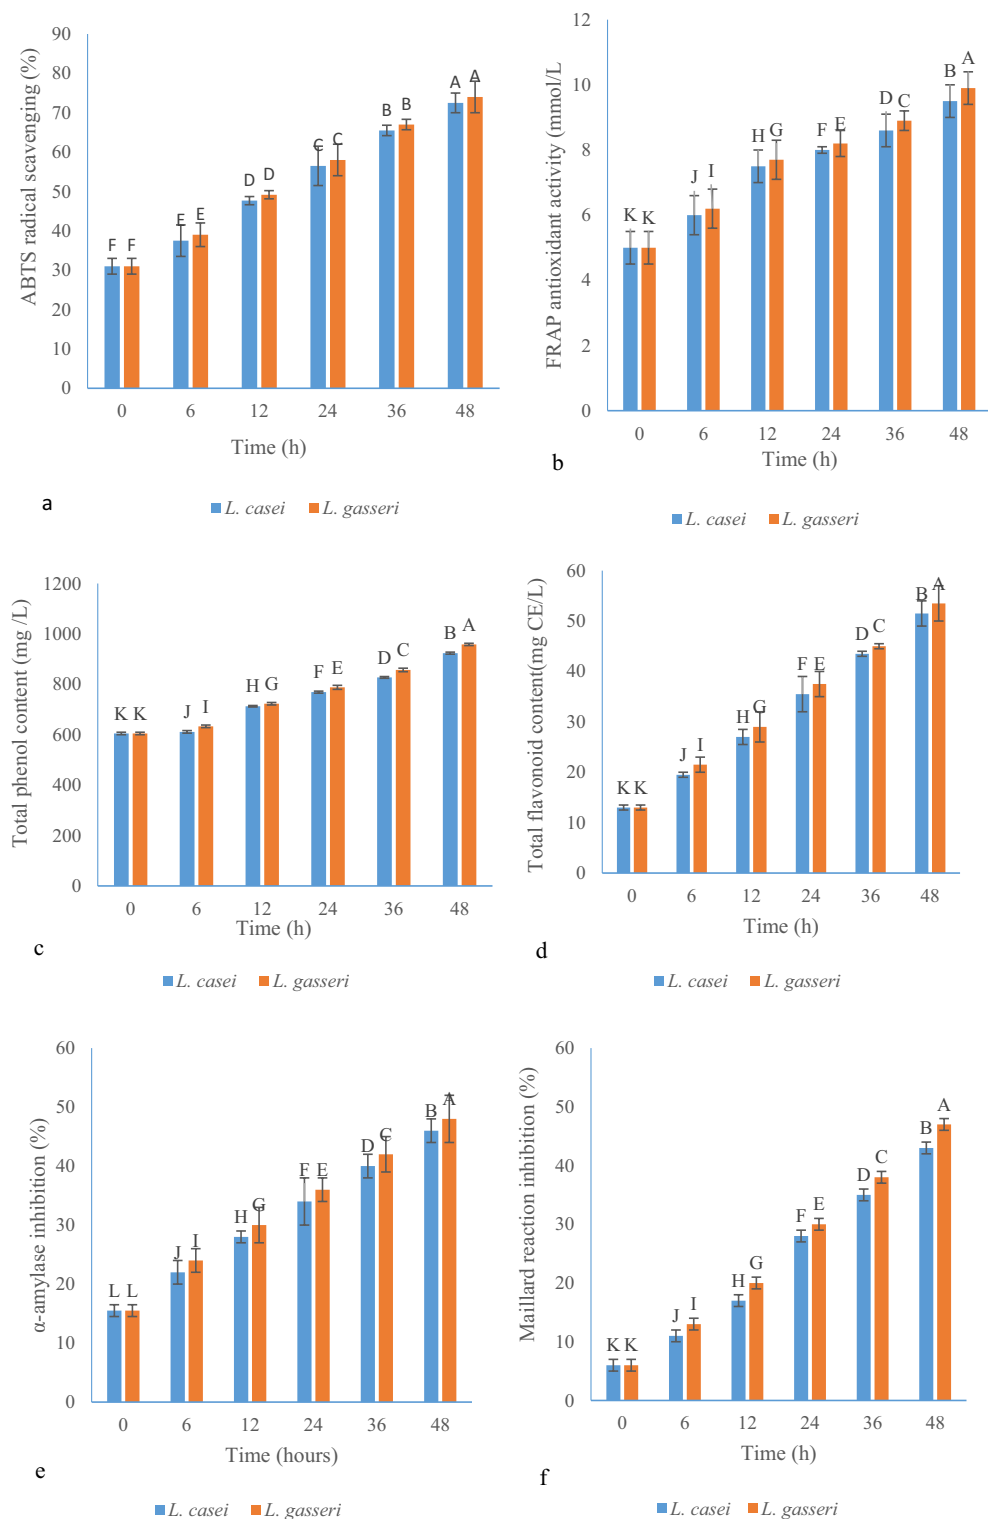 ABTS radical scavenging (%)
90
80
70
60
50
40
30
20
10
0
F F E E D D C C B B A A
0 6 12 24 36 48
Time (h)
a
L. casei L. gasseri
FRAP antioxidant activity (mmol/L
12
10
8
6
4
2
0
K K J I H G F E D C B A
0 6 12 24 36 48
Time (h)
b
L. casei L. gasseri
Total phenol content (mg /L)
1200
1000
800
600
400
200
0
K K J I H G F E D C B A
0 6 12 24 36 48
Time (h)
c
L. casei L. gasseri
Total flavonoid content(mg CE/L)
60
50
40
30
20
10
0
K K J I H G F E D C B A
0 6 12 24 36 48
Time (h)
d
L. casei L. gasseri
α-amylase inhibition (%)
60
50
40
30
20
10
0
L L J I H G F E D C B A
0 6 12 24 36 48
Time (hours)
e
L. casei L. gasseri
Maillard reaction inhibition (%)
60
50
40
30
20
10
0
K K J I H G F E D C B A
0 6 12 24 36 48
Time (h)
f
L. casei L. gasseri